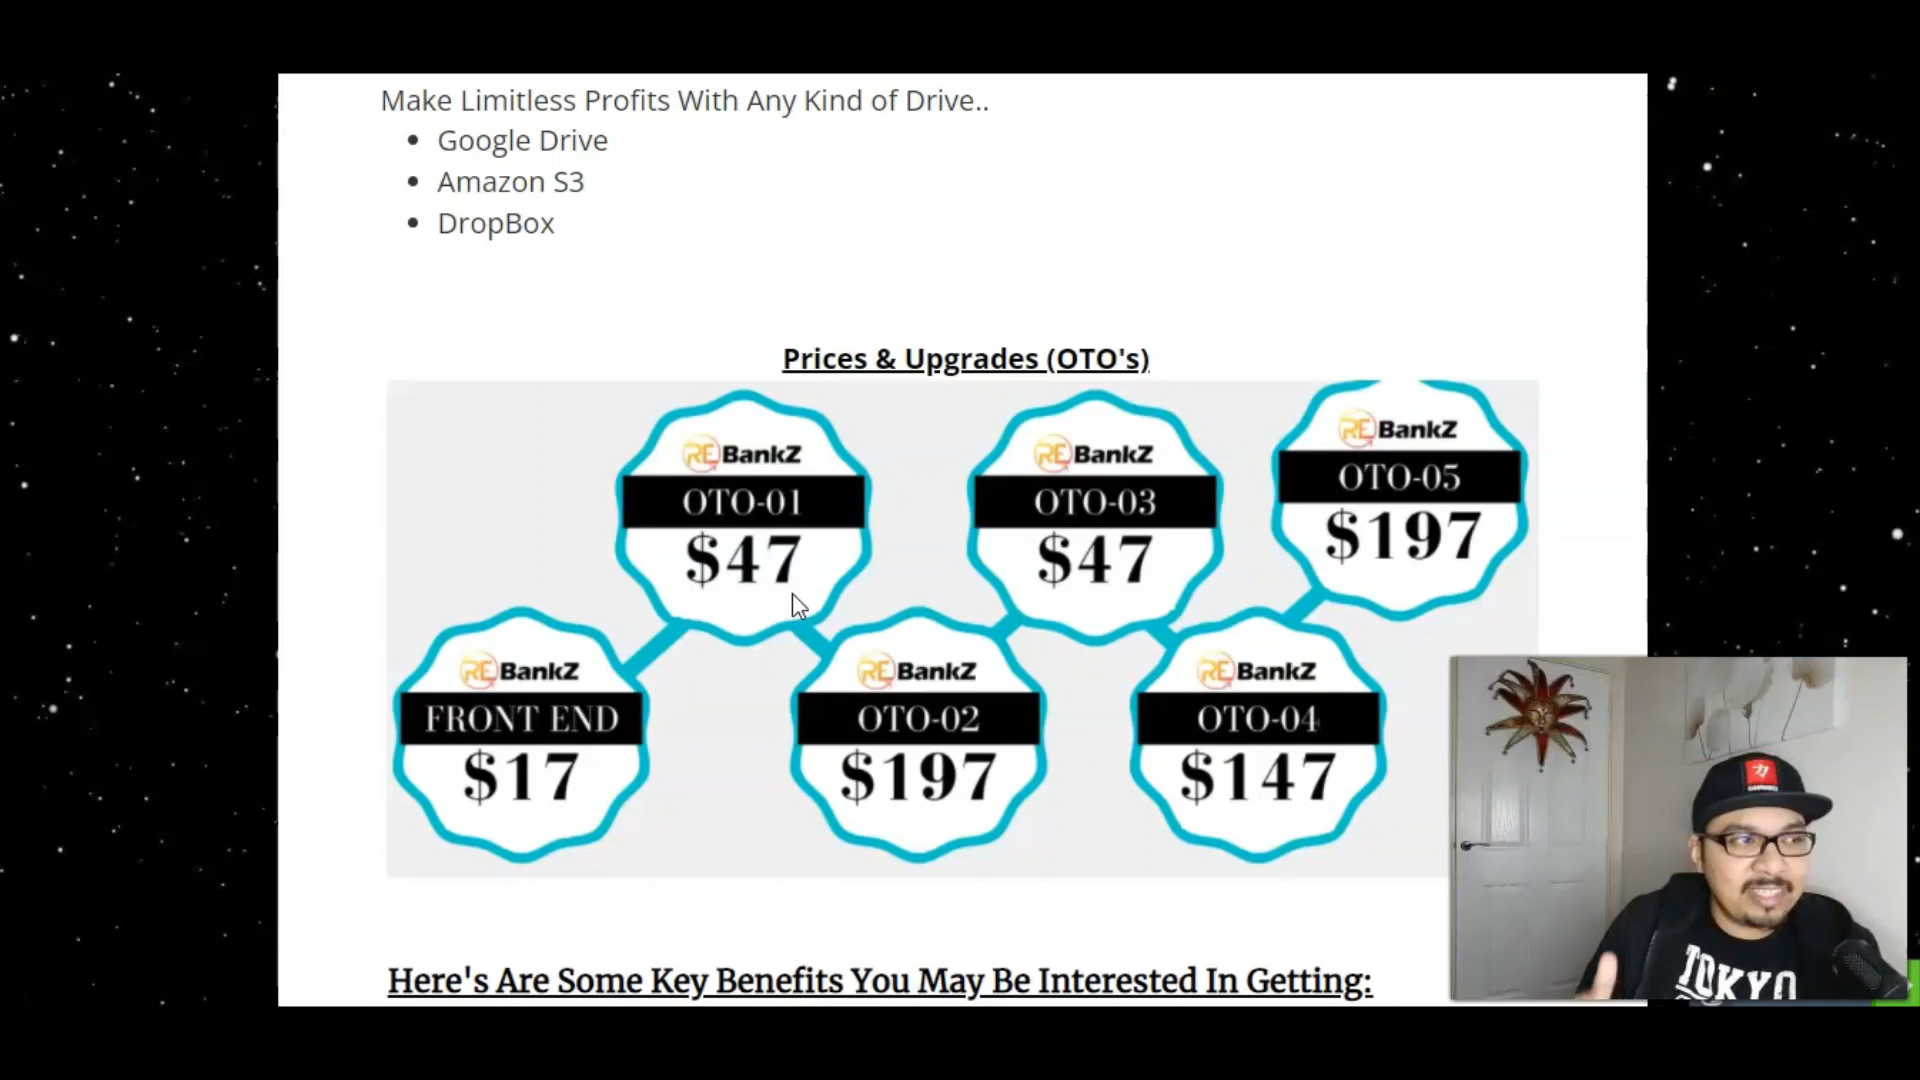 Make Limitless Profits With Any Kind of Drive..
Google Drive
Amazon S3
DropBox
Prices & Upgrades (OTO's)
REBankZ
OTO-01
$47
REBankZ
OTO-03
$47
REBankZ
OTO-05
$197
REBankZ
FRONT END
$17
REBankZ
OTO-02
$197
REBankZ
OTO-04
$147
Here's Are Some Key Benefits You May Be Interested In Getting:
TOKYO